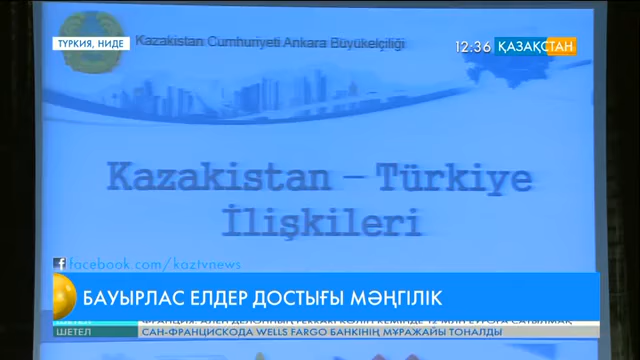 ТҮРКИЯ, НИДЕ
Kazakistan Cumhuriyeti Ankara Büyükelçiliği
12:36 ҚАЗАҚСТАН
Kazakistan – Türkiye
İlişkileri
facebook.com/kaztvnews
БАУЫРЛАС ЕЛДЕР ДОСТЫҒЫ МӘҢГІЛІК
ШЕТЕЛ
САН-ФРАНЦИСКОДА WELLS FARGO БАНКІНІҢ МҰРАЖАЙЫ ТОНАЛДЫ